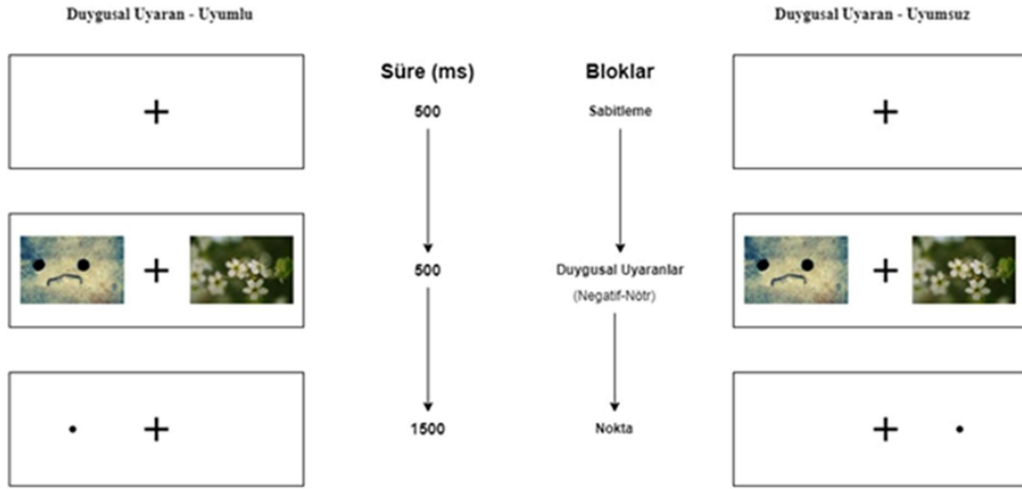 Duygusal Uyaran - Uyumlu
Duygusal Uyaran - Uyumsuz
Süre (ms)
Bloklar
500
Sabitleme
500
Duygusal Uyaranlar
(Negatif-Nötr)
1500
Nokta